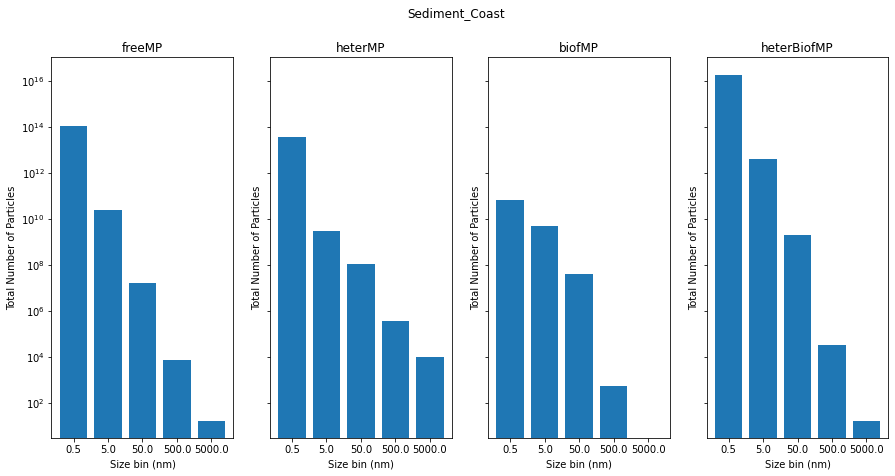 Sediment_Coast
freeMP
heterMP
biofMP
heterBiofMP
Total Number of Particles
10^16
10^14
10^12
10^10
10^8
10^6
10^4
10^2
0.5 5.0 50.0 500.0 5000.0
Size bin (nm)
Total Number of Particles
0.5 5.0 50.0 500.0 5000.0
Size bin (nm)
Total Number of Particles
0.5 5.0 50.0 500.0 5000.0
Size bin (nm)
Total Number of Particles
0.5 5.0 50.0 500.0 5000.0
Size bin (nm)